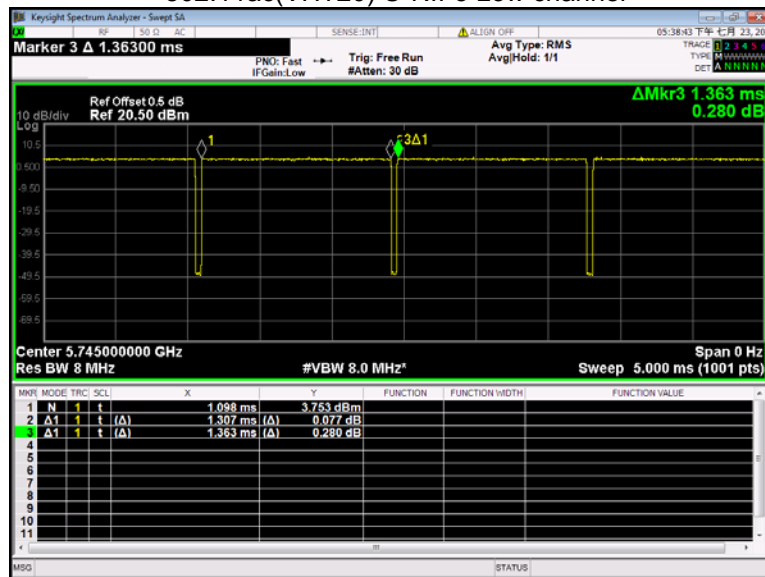 Keysight Spectrum Analyzer - Swept SA
RF 50 Ω AC SENSE:INT ALIGN OFF 05:38:43 下午 七月 23, 20
Marker 3 Δ 1.36300 ms
PNO: Fast Trig: Free Run Avg Type: RMS TRACE 1 2 3 4 5 6
IFGain:Low #Atten: 30 dB Avg|Hold: 1/1 TYPE MWWWWW
DET A N N N N N
ΔMkr3 1.363 ms
0.280 dB
Ref Offset 0.5 dB
10 dB/div Ref 20.50 dBm
Log
1
3Δ1
10.5
0.500
-9.50
-19.5
-29.5
-39.5
-49.5
-59.5
-69.5
Center 5.745000000 GHz Span 0 Hz
Res BW 8 MHz #VBW 8.0 MHz* Sweep 5.000 ms (1001 pts)
MKR MODE TRC SCL X Y FUNCTION FUNCTION WIDTH FUNCTION VALUE
1 N 1 t 1.098 ms 3.753 dBm
2 Δ1 1 t (Δ) 1.307 ms (Δ) 0.077 dB
3 Δ1 1 t (Δ) 1.363 ms (Δ) 0.280 dB
4
5
6
7
8
9
10
11
MSG STATUS